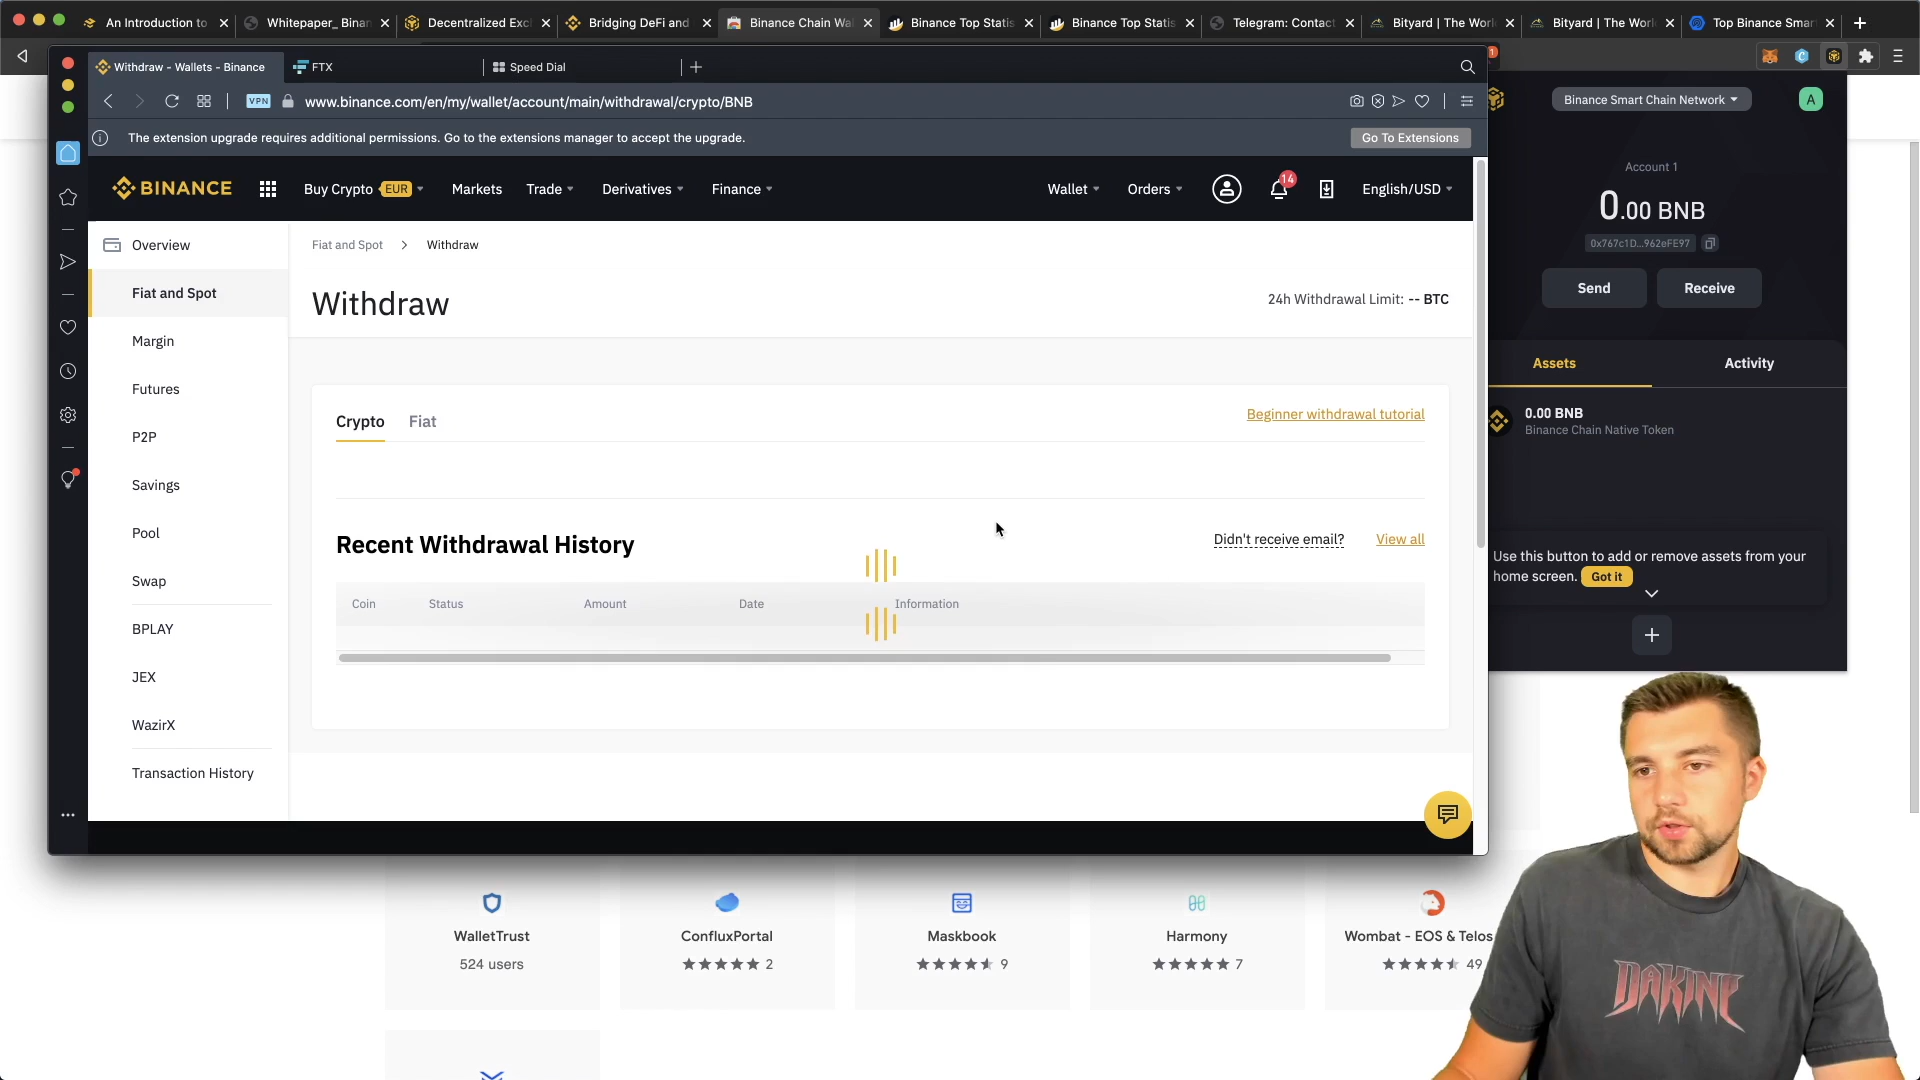 An Introduction to
Whitepaper_ Binan
Decentralized Exc
Bridging DeFi and
Binance Chain Wal
Binance Top Statis
Binance Top Statis
Telegram: Contact
Bityard | The Worl
Bityard | The Worl
Top Binance Smar
Withdraw - Wallets - Binance
FTX
Speed Dial
VPN
www.binance.com/en/my/wallet/account/main/withdrawal/crypto/BNB
The extension upgrade requires additional permissions. Go to the extensions manager to accept the upgrade.
Go To Extensions
BINANCE
Buy Crypto EUR
Markets
Trade
Derivatives
Finance
Wallet
Orders
14
English/USD
Overview
Fiat and Spot
Margin
Futures
P2P
Savings
Pool
Swap
BPLAY
JEX
WazirX
Transaction History
Fiat and Spot > Withdraw
Withdraw
24h Withdrawal Limit: -- BTC
Crypto
Fiat
Beginner withdrawal tutorial
Recent Withdrawal History
Didn't receive email?
View all
Coin
Status
Amount
Date
Information
1
Binance Smart Chain Network
A
Account 1
0.00 BNB
0x767c1D...962eFE97
Send
Receive
Assets
Activity
0.00 BNB
Binance Chain Native Token
Use this button to add or remove assets from your
home screen. Got it
WalletTrust
524 users
ConfluxPortal
2
Maskbook
9
Harmony
7
Wombat - EOS & Telos
49
DAKINE